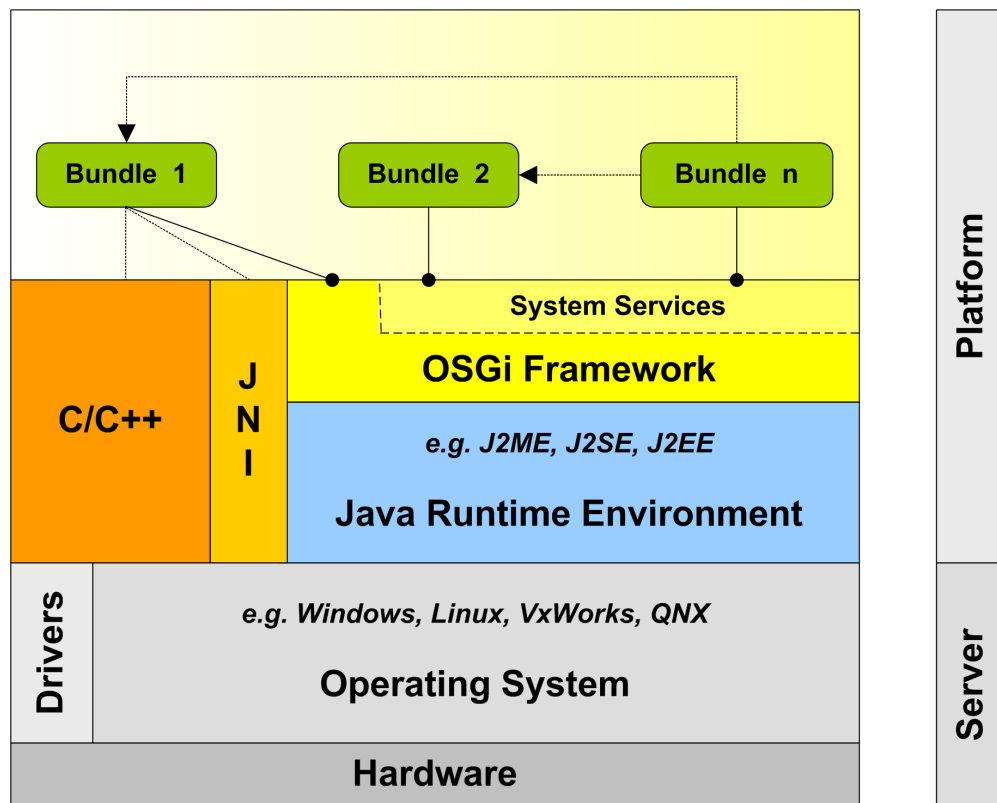 Bundle 1
Bundle 2
Bundle n
System Services
OSGi Framework
C/C++
J
N
I
e.g. J2ME, J2SE, J2EE
Java Runtime Environment
Drivers
e.g. Windows, Linux, VxWorks, QNX
Operating System
Hardware
Platform
Server